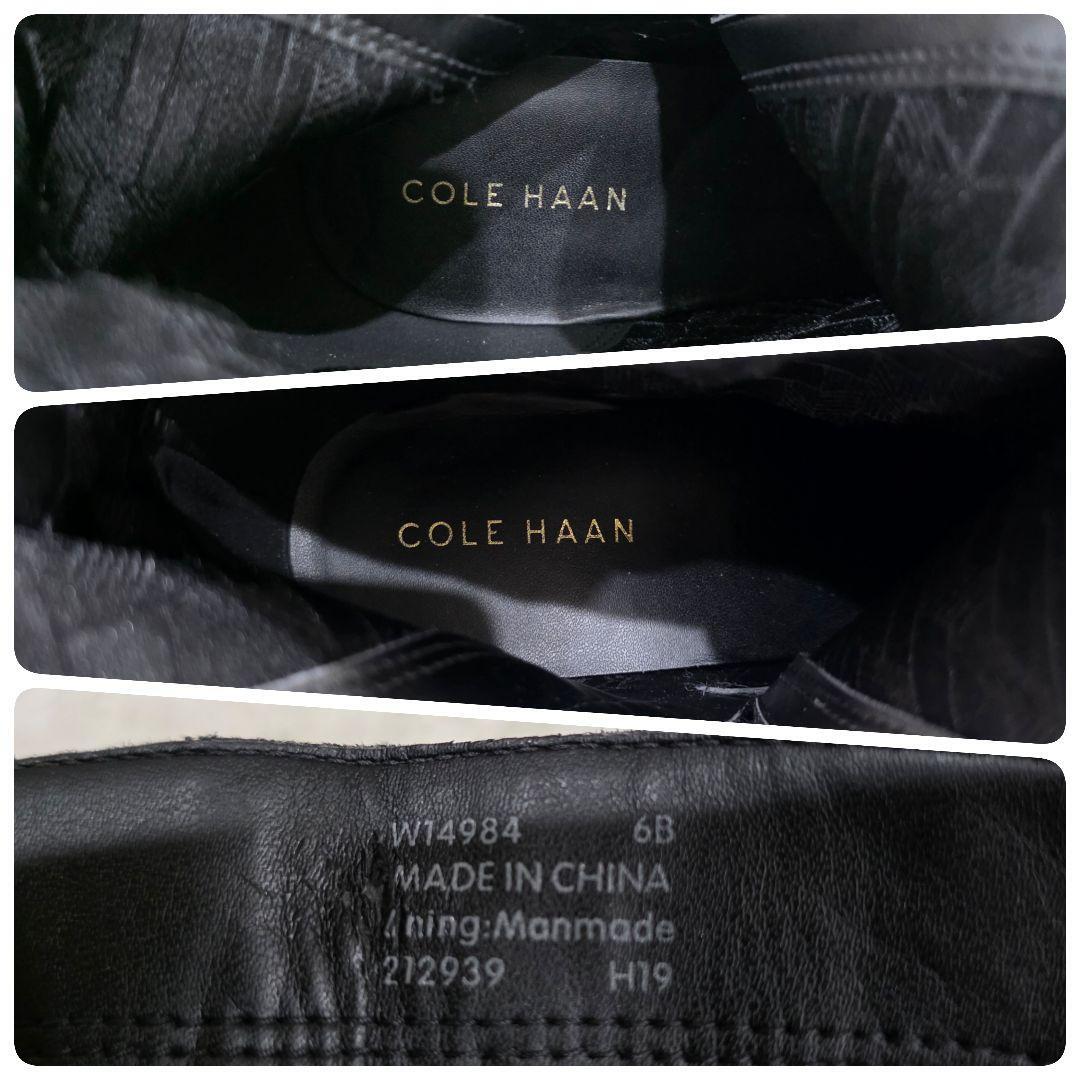 COLE HAAN
COLE HAAN
W14984 6B
MADE IN CHINA
ning:Manmade
212939 H19